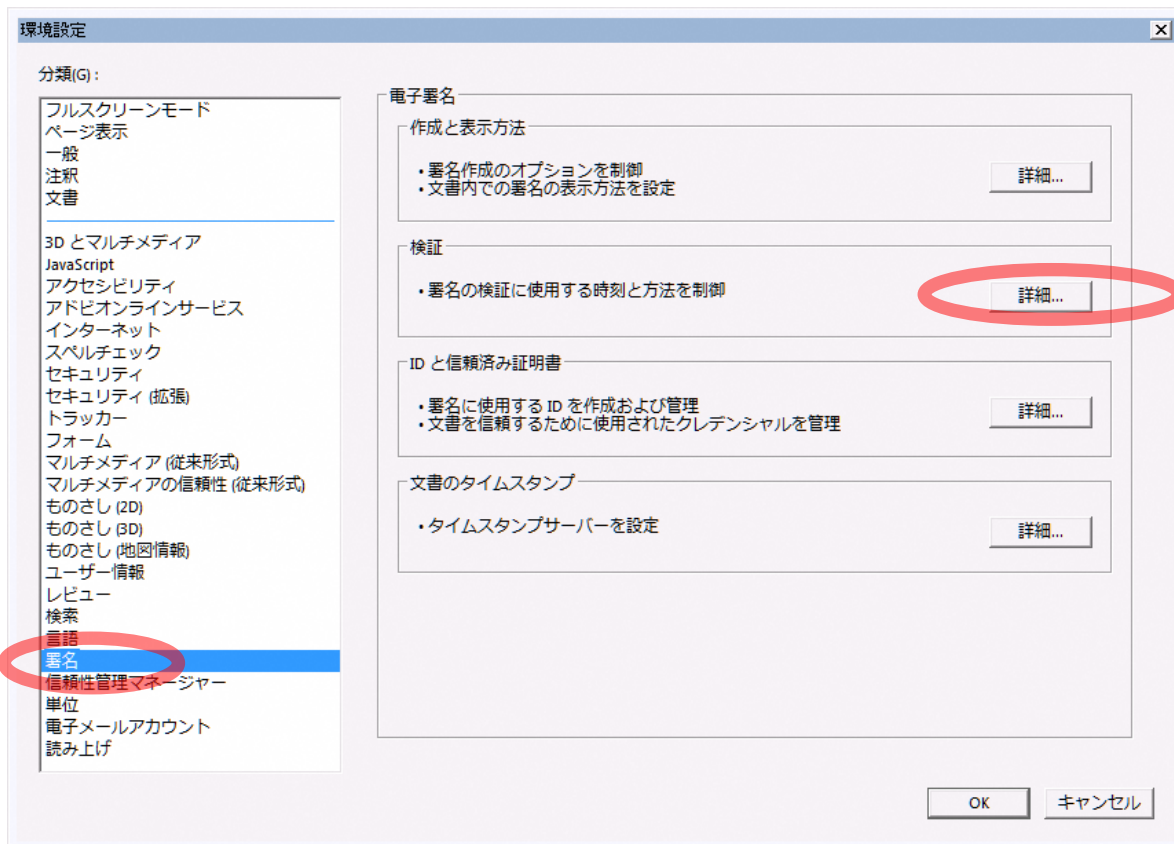 環境設定
分類(G):
フルスクリーンモード
ページ表示
一般
注釈
文書
3D とマルチメディア
JavaScript
アクセシビリティ
アドビオンラインサービス
インターネット
スペルチェック
セキュリティ
セキュリティ (拡張)
トラッカー
フォーム
マルチメディア (従来形式)
マルチメディアの信頼性 (従来形式)
ものさし (2D)
ものさし (3D)
ものさし (地図情報)
ユーザー情報
レビュー
検索
言語
署名
信頼性管理マネージャー
単位
電子メールアカウント
読み上げ
電子署名
作成と表示方法
・署名作成のオプションを制御
・文書内での署名の表示方法を設定
詳細...
検証
・署名の検証に使用する時刻と方法を制御
詳細...
ID と信頼済み証明書
・署名に使用する ID を作成および管理
・文書を信頼するために使用されたクレデンシャルを管理
詳細...
文書のタイムスタンプ
・タイムスタンプサーバーを設定
詳細...
OK
キャンセル